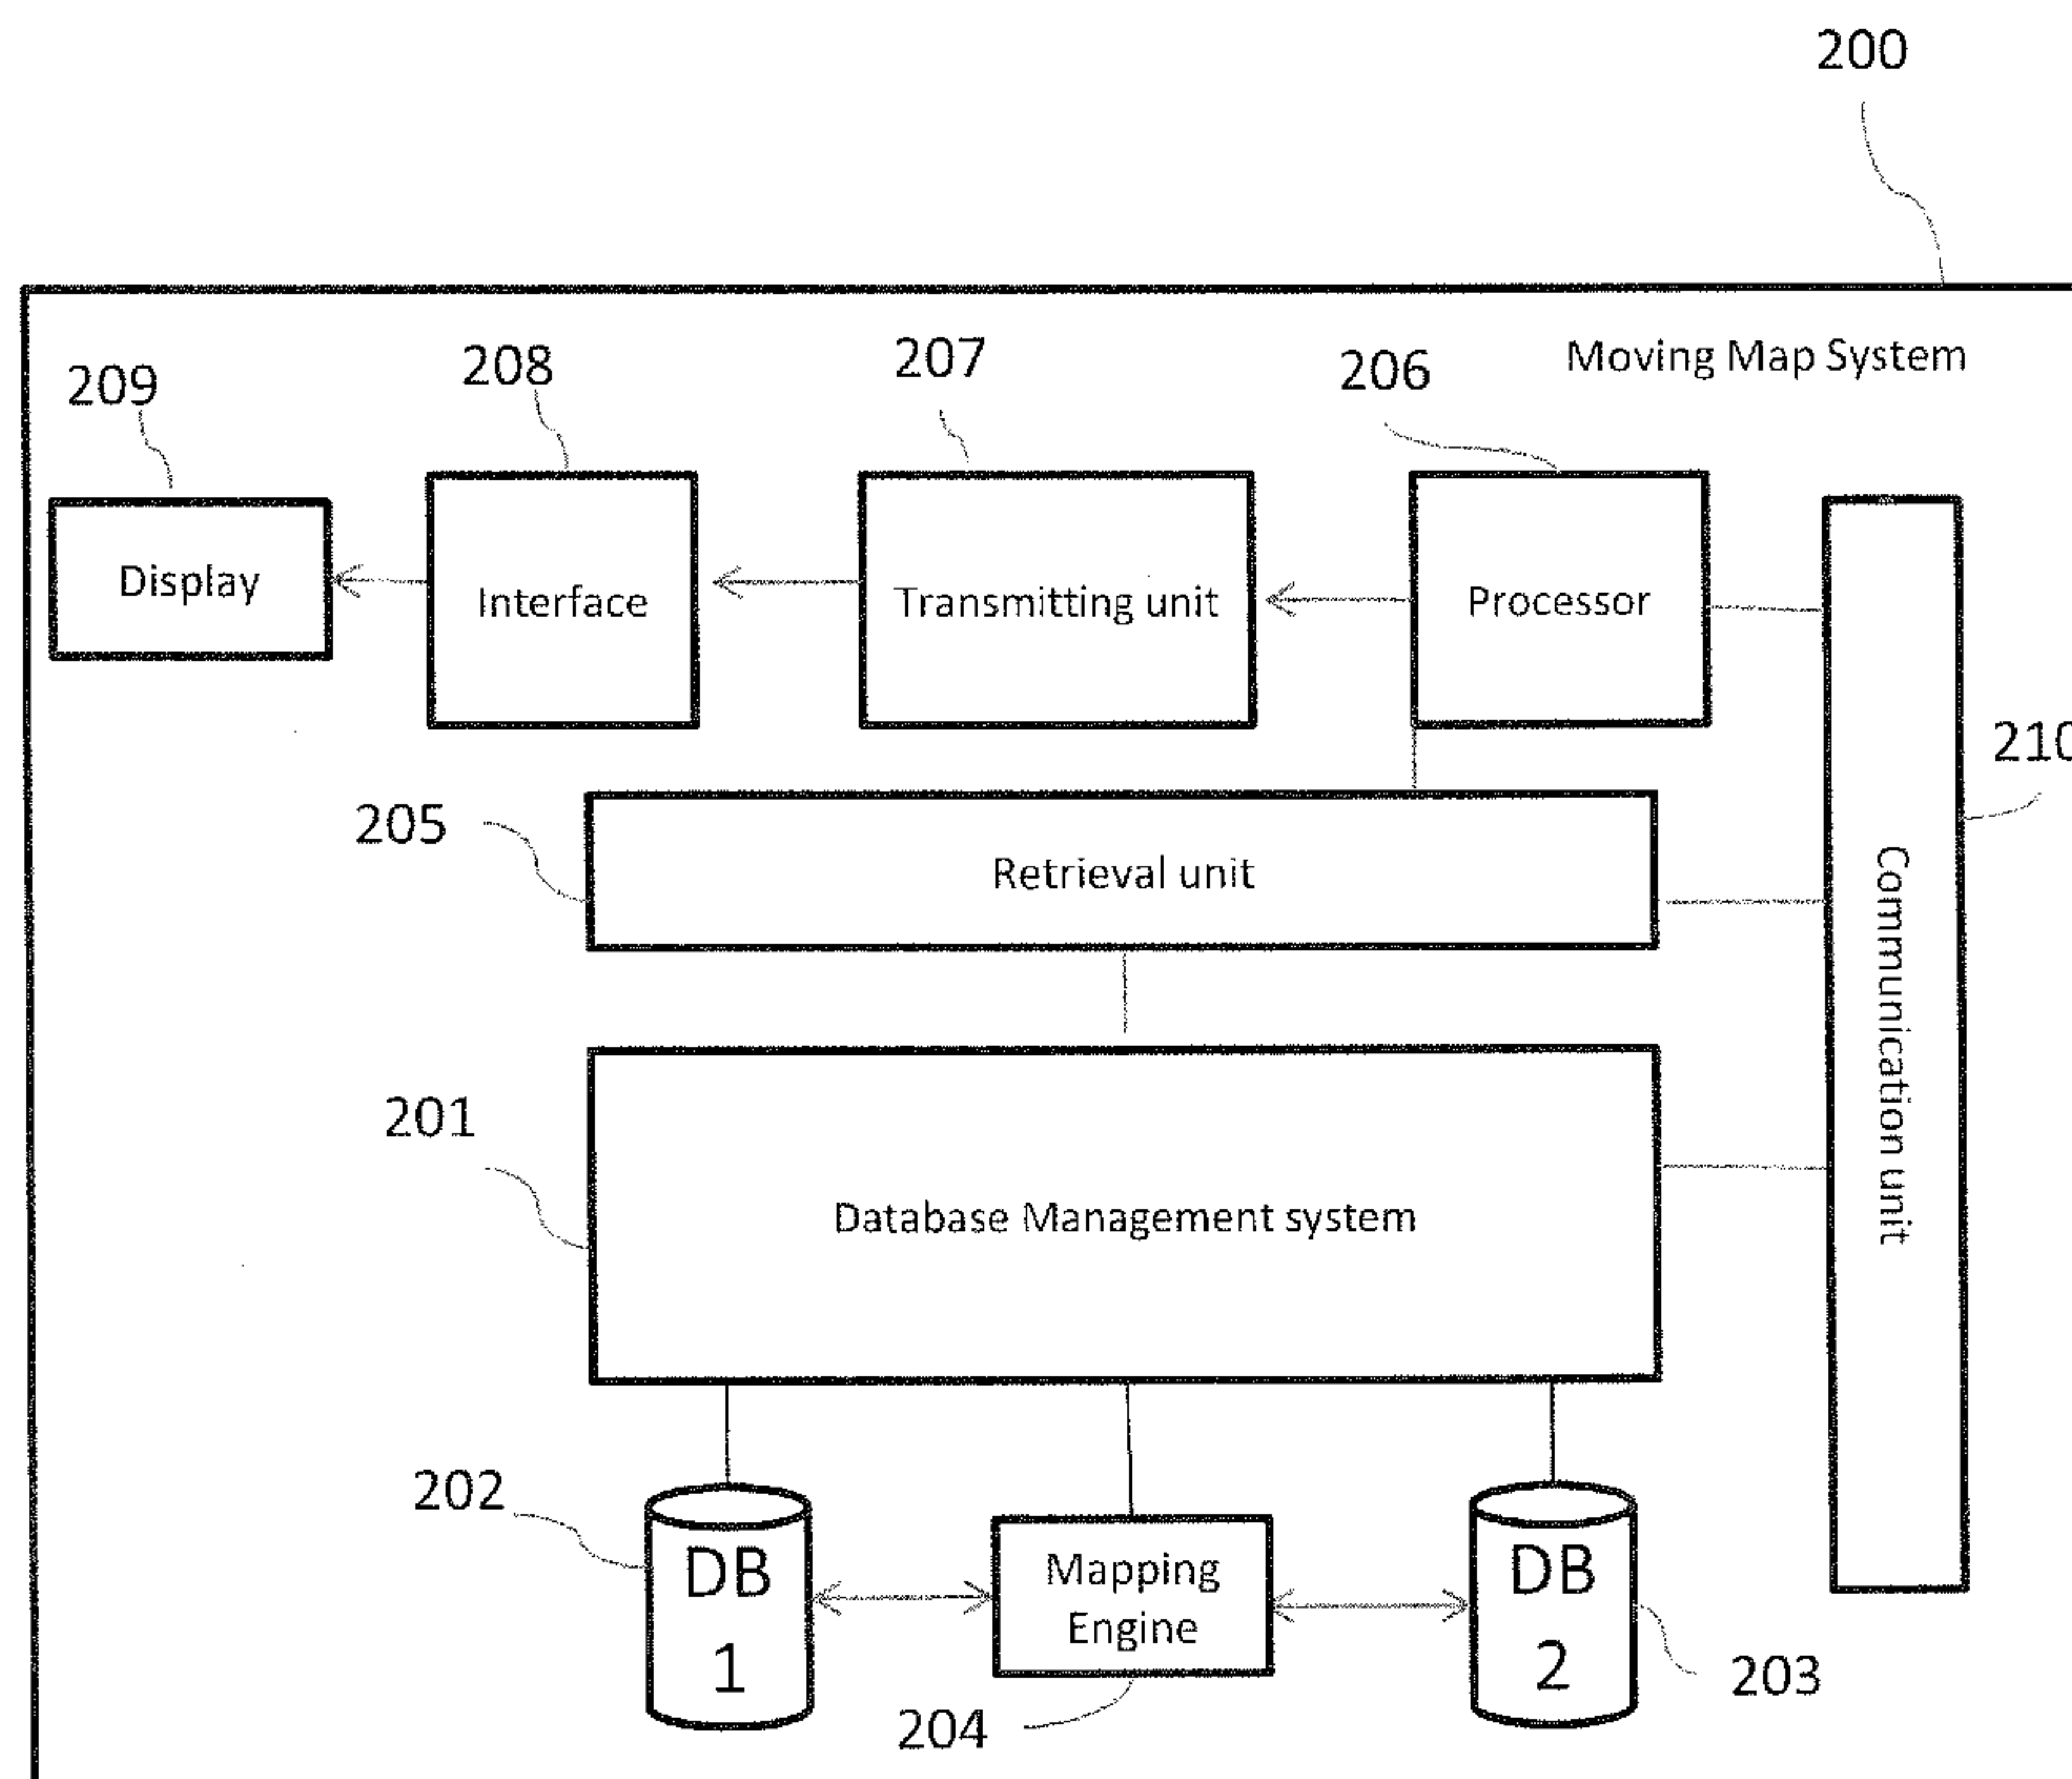 200
Moving Map System
209
208
207
206
Display
Interface
Transmitting unit
Processor
210
205
Retrieval unit
Communication unit
201
Database Management system
202
DB
1
Mapping
Engine
DB
2
203
204